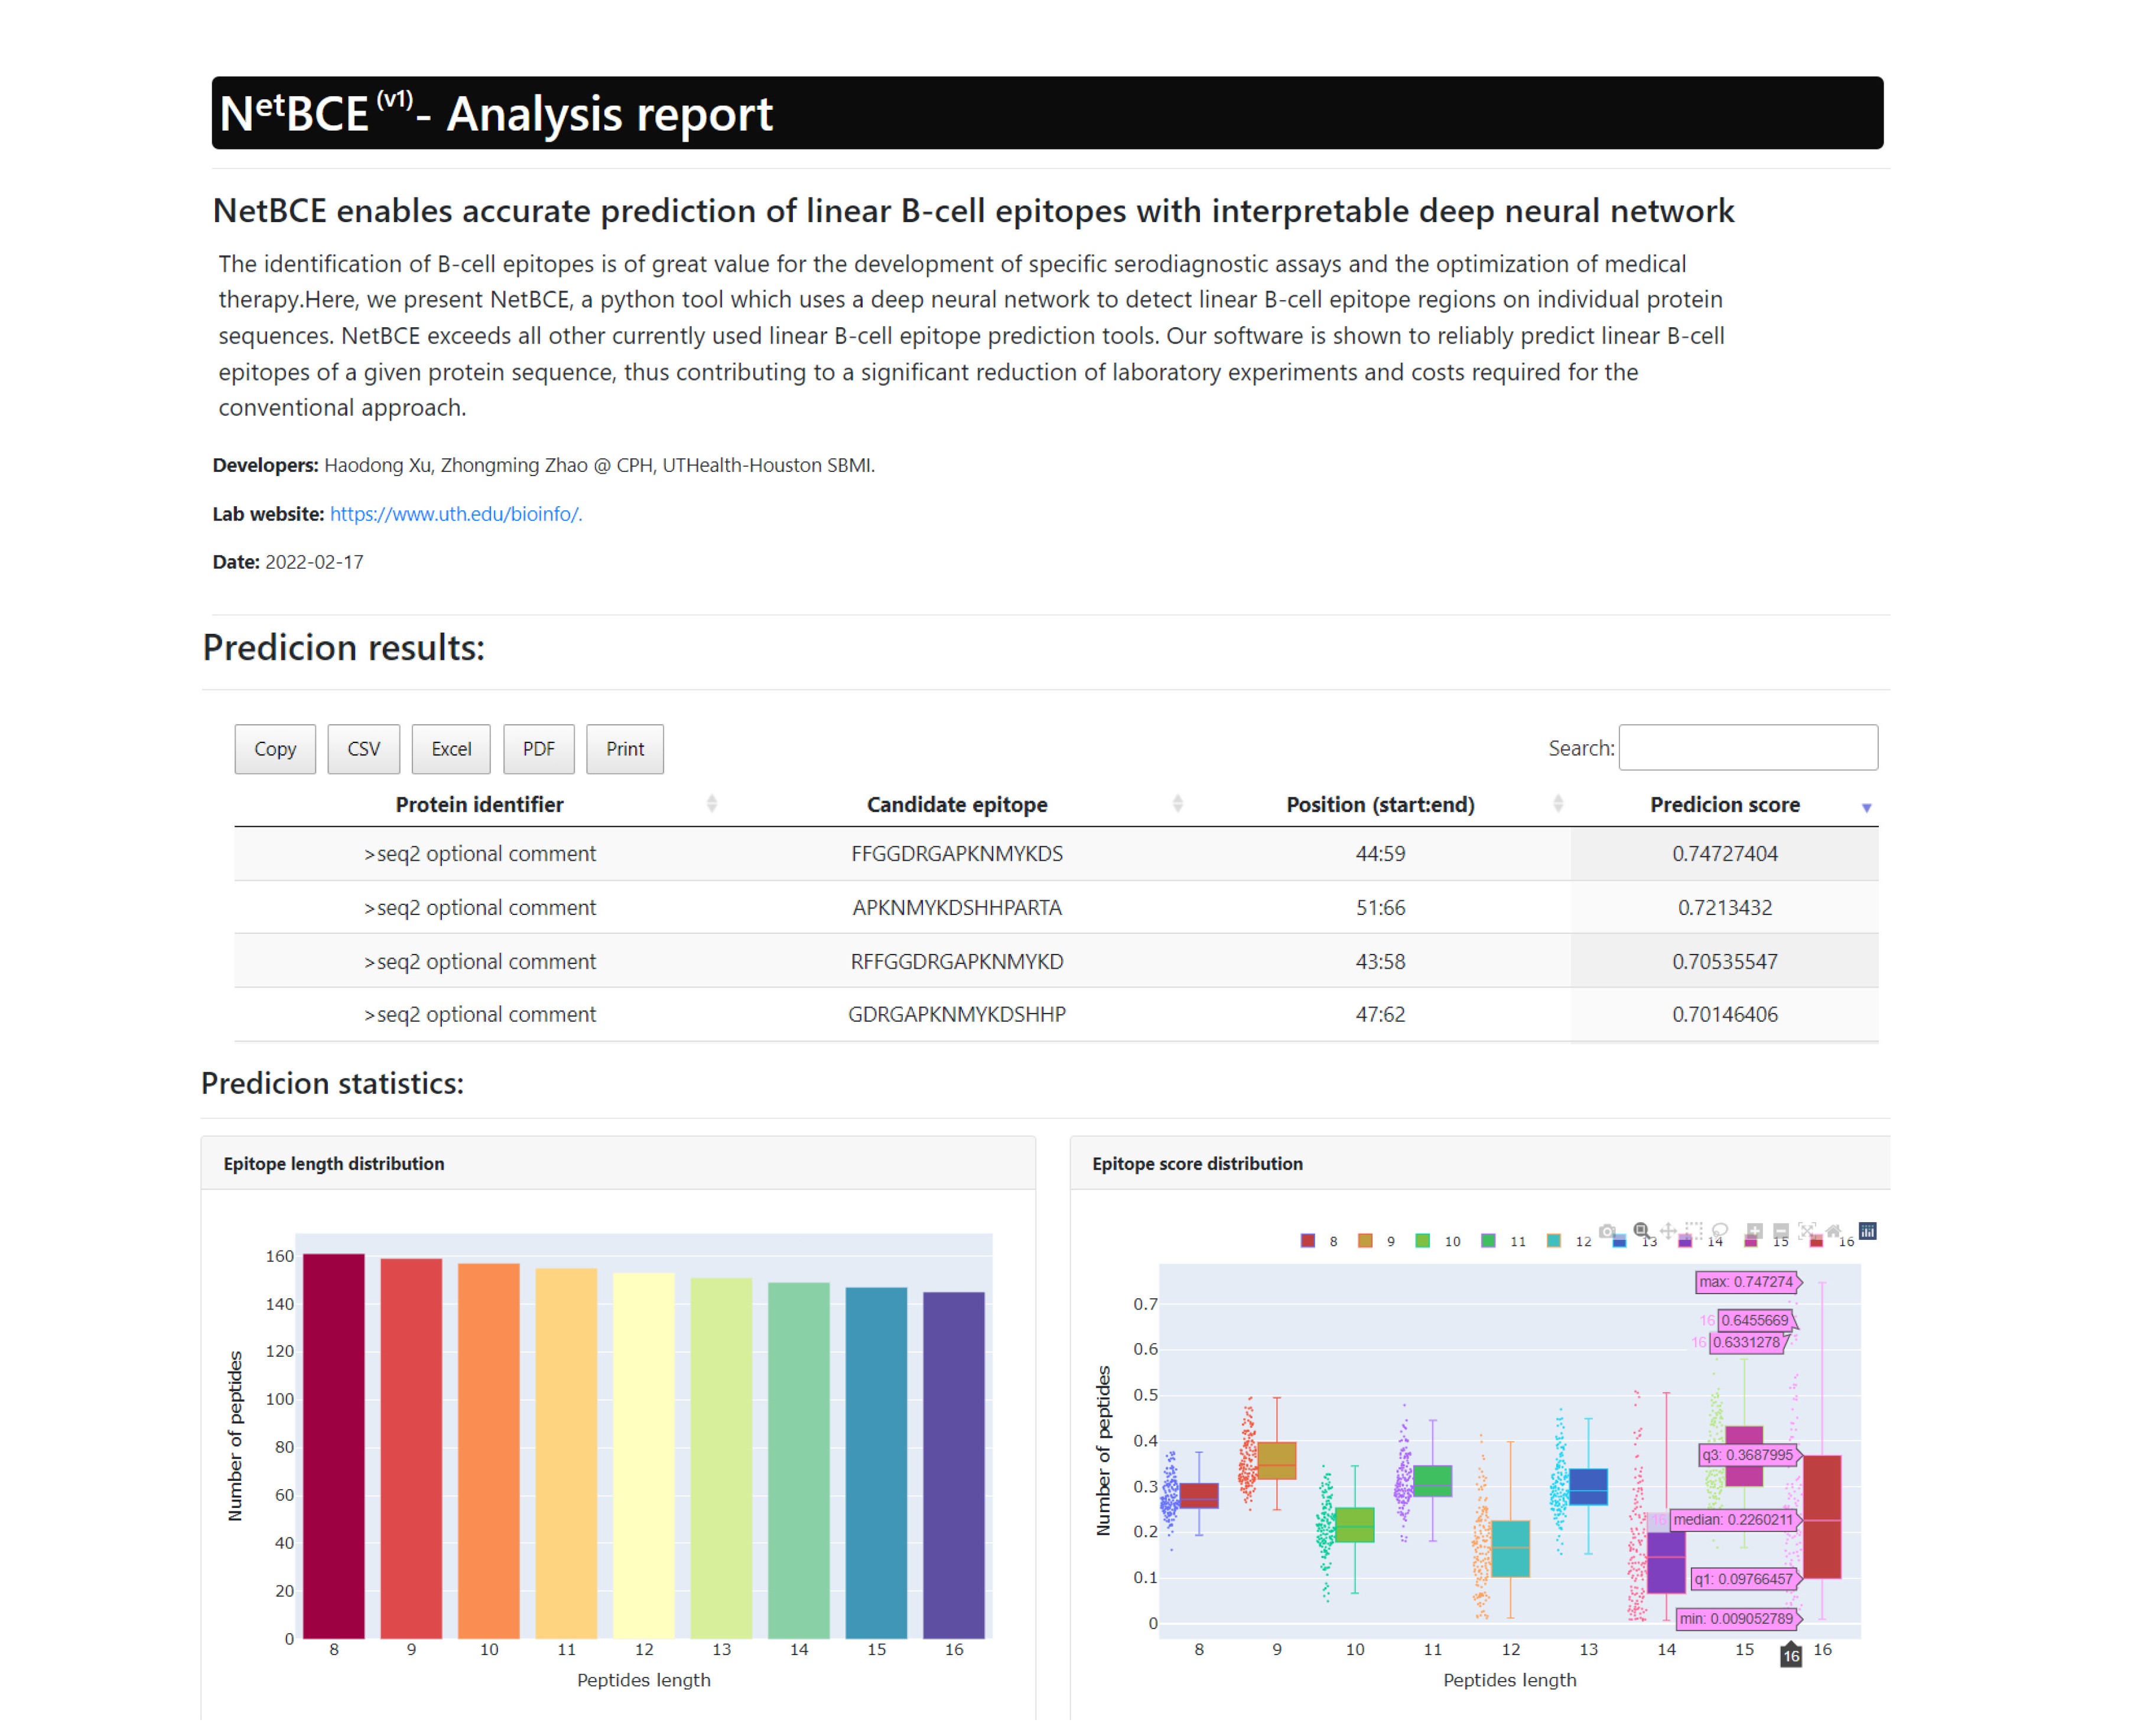 NetBCE (v1) - Analysis report
NetBCE enables accurate prediction of linear B-cell epitopes with interpretable deep neural network
The identification of B-cell epitopes is of great value for the development of specific serodiagnostic assays and the optimization of medical
therapy.Here, we present NetBCE, a python tool which uses a deep neural network to detect linear B-cell epitope regions on individual protein
sequences. NetBCE exceeds all other currently used linear B-cell epitope prediction tools. Our software is shown to reliably predict linear B-cell
epitopes of a given protein sequence, thus contributing to a significant reduction of laboratory experiments and costs required for the
conventional approach.
Developers: Haodong Xu, Zhongming Zhao @ CPH, UTHealth-Houston SBMI.
Lab website: https://www.uth.edu/bioinfo/.
Date: 2022-02-17
Predicion results:
Copy CSV Excel PDF Print Search:
Protein identifier Candidate epitope Position (start:end) Predicion score
>seq2 optional comment FFGGDRGAPKNMYKDS 44:59 0.74727404
>seq2 optional comment APKNMYKDSHHPARTA 51:66 0.7213432
>seq2 optional comment RFFGGDRGAPKNMYKD 43:58 0.70535547
>seq2 optional comment GDRGAPKNMYKDSHHP 47:62 0.70146406
Predicion statistics:
Epitope length distribution
160
140
120
100
80
60
40
20
0
Number of peptides
8 9 10 11 12 13 14 15 16
Peptides length
Epitope score distribution
8 9 10 11 12 13 14 15 16
max: 0.747274
16 0.6455669
16 0.6331278
q3: 0.3687995
16 median: 0.2260211
q1: 0.09766457
min: 0.009052789
0.7
0.6
0.5
0.4
0.3
0.2
0.1
0
Number of peptides
8 9 10 11 12 13 14 15 16 16
Peptides length